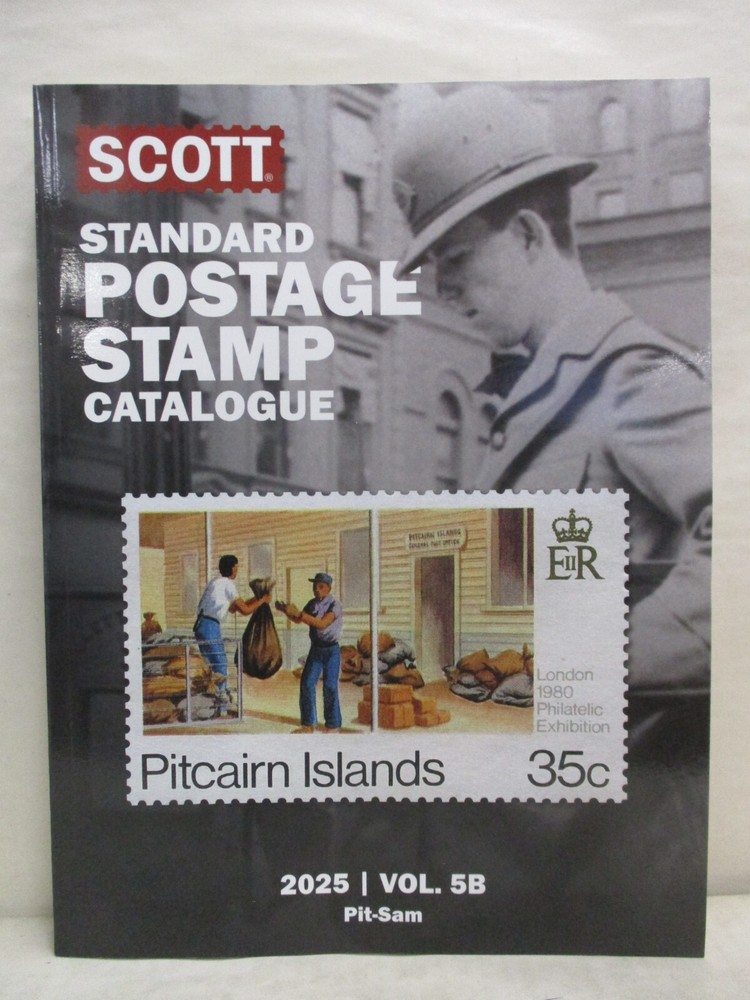 SCOTT®
STANDARD
POSTAGE
STAMP
CATALOGUE
PITCAIRN ISLANDS
GENERAL POST OFFICE
EIIR
London
1980
Philatelic
Exhibition
Pitcairn Islands
35c
2025 | VOL. 5B
Pit-Sam